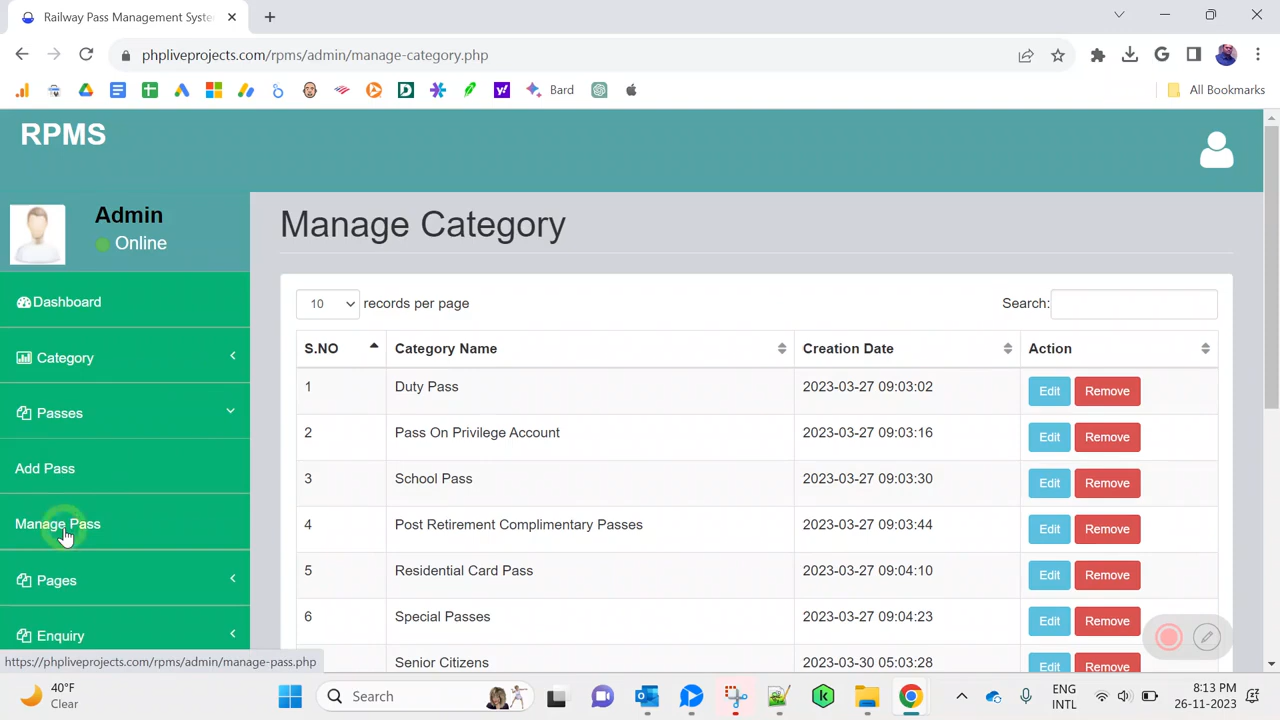 Railway Pass Management Syste
phpliveprojects.com/rpms/admin/manage-category.php
Bard
All Bookmarks
RPMS
Admin
Online
Dashboard
Category
Passes
Add Pass
Manage Pass
Pages
Enquiry
https://phpliveprojects.com/rpms/admin/manage-pass.php
Manage Category
10 records per page Search:
S.NO Category Name Creation Date Action
1 Duty Pass 2023-03-27 09:03:02 Edit Remove
2 Pass On Privilege Account 2023-03-27 09:03:16 Edit Remove
3 School Pass 2023-03-27 09:03:30 Edit Remove
4 Post Retirement Complimentary Passes 2023-03-27 09:03:44 Edit Remove
5 Residential Card Pass 2023-03-27 09:04:10 Edit Remove
6 Special Passes 2023-03-27 09:04:23 Edit Remove
Senior Citizens 2023-03-30 05:03:28 Edit Remove
40°F
Clear
Search
ENG
INTL
8:13 PM
26-11-2023